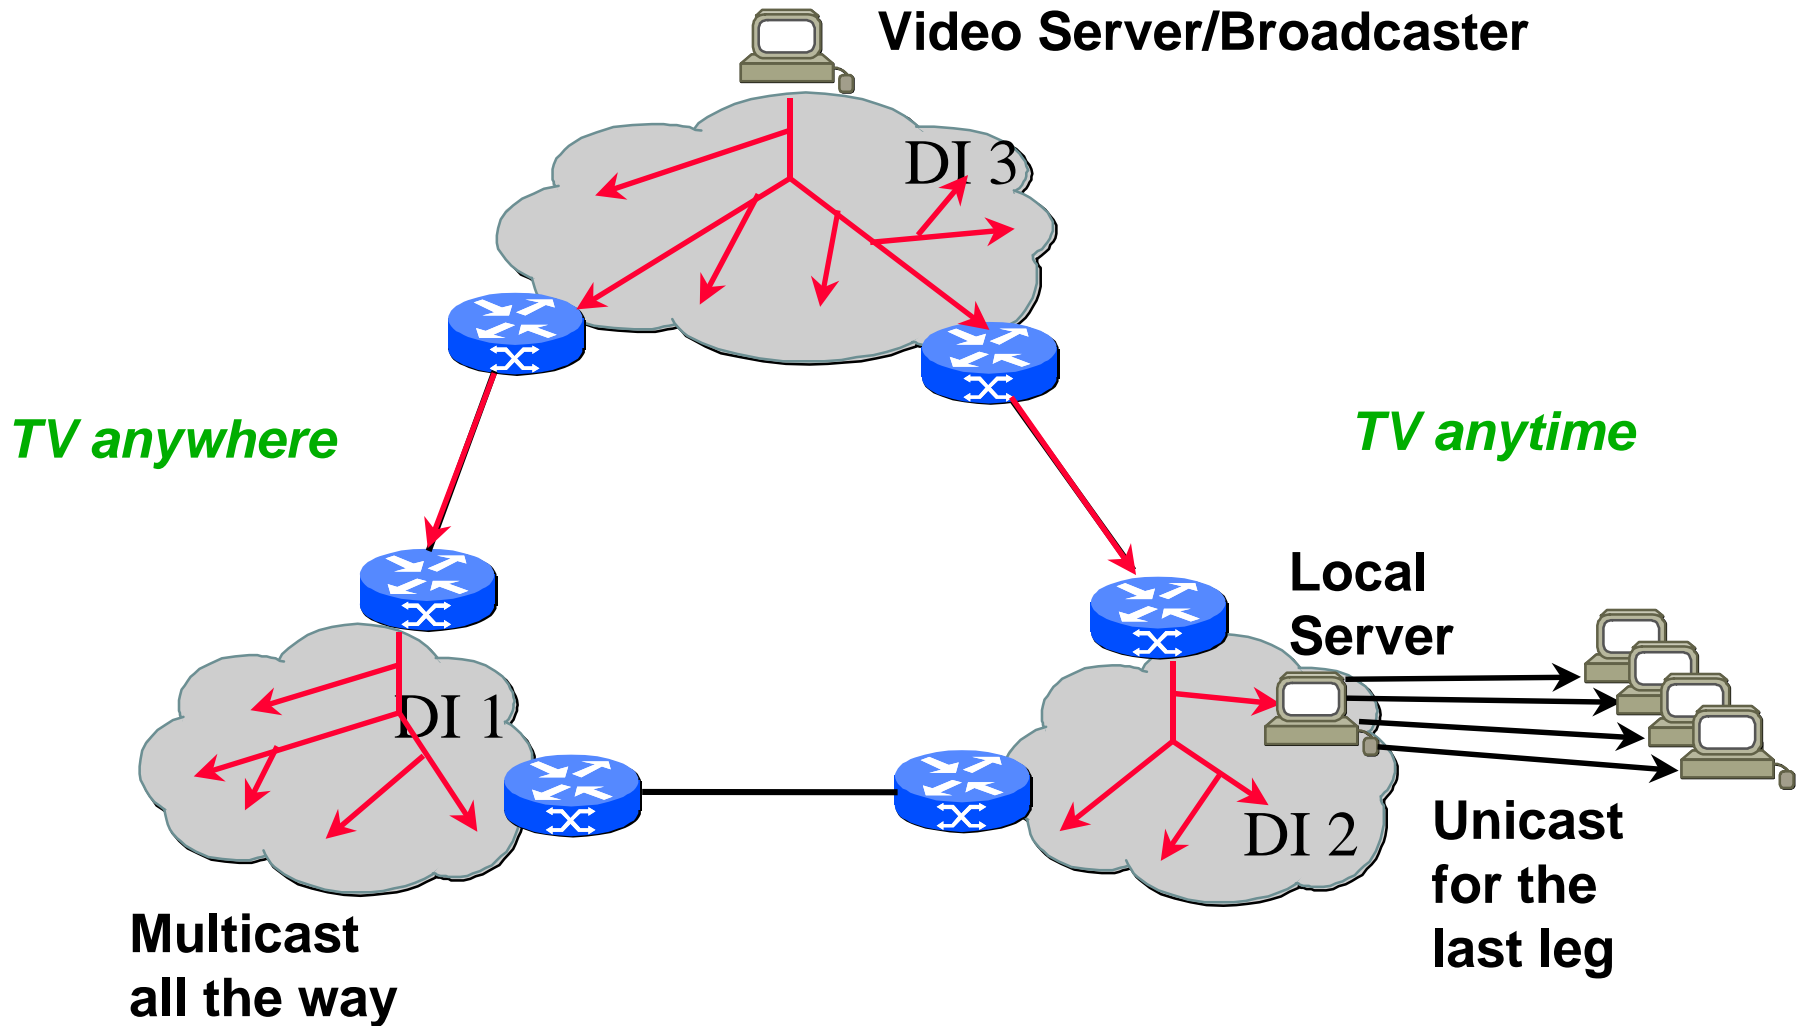 Video Server/Broadcaster
DI 3
TV anywhere
TV anytime
Local
Server
DI 1
DI 2
Unicast
for the
last leg
Multicast
all the way